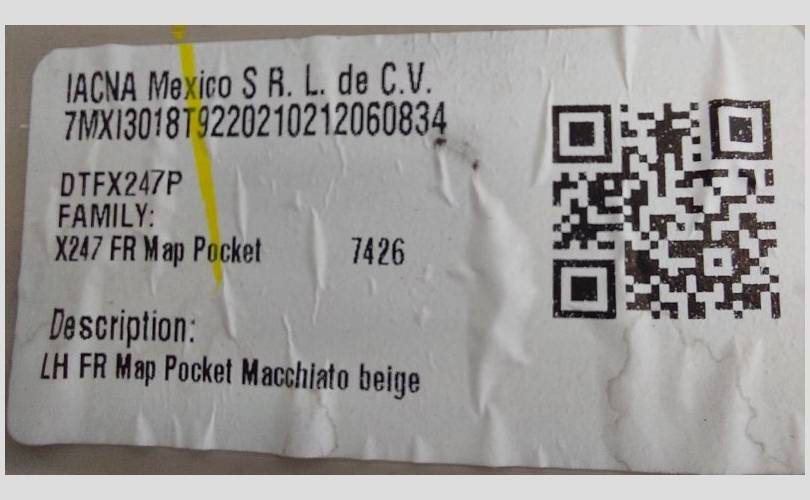 IACNA Mexico S R. L. de C.V.
7MXI3018T9220210212060834
DTFX247P
FAMILY:
X247 FR Map Pocket 7426
Description:
LH FR Map Pocket Macchiato beige